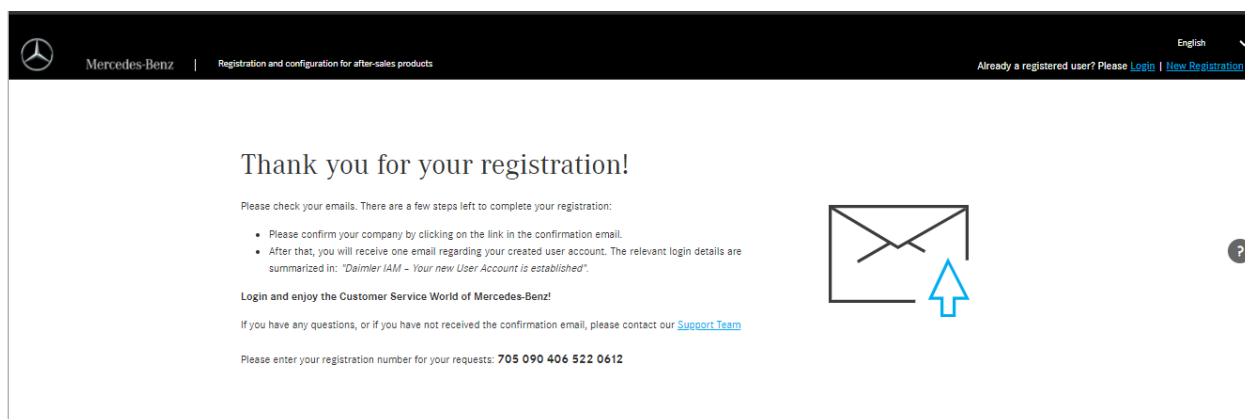 English
Mercedes-Benz | Registration and configuration for after-sales products
Already a registered user? Please Login | New Registration
Thank you for your registration!
Please check your emails. There are a few steps left to complete your registration:
• Please confirm your company by clicking on the link in the confirmation email.
• After that, you will receive one email regarding your created user account. The relevant login details are
summarized in: "Daimler IAM – Your new User Account is established".
Login and enjoy the Customer Service World of Mercedes-Benz!
If you have any questions, or if you have not received the confirmation email, please contact our Support Team
Please enter your registration number for your requests: 705 090 406 522 0612
?